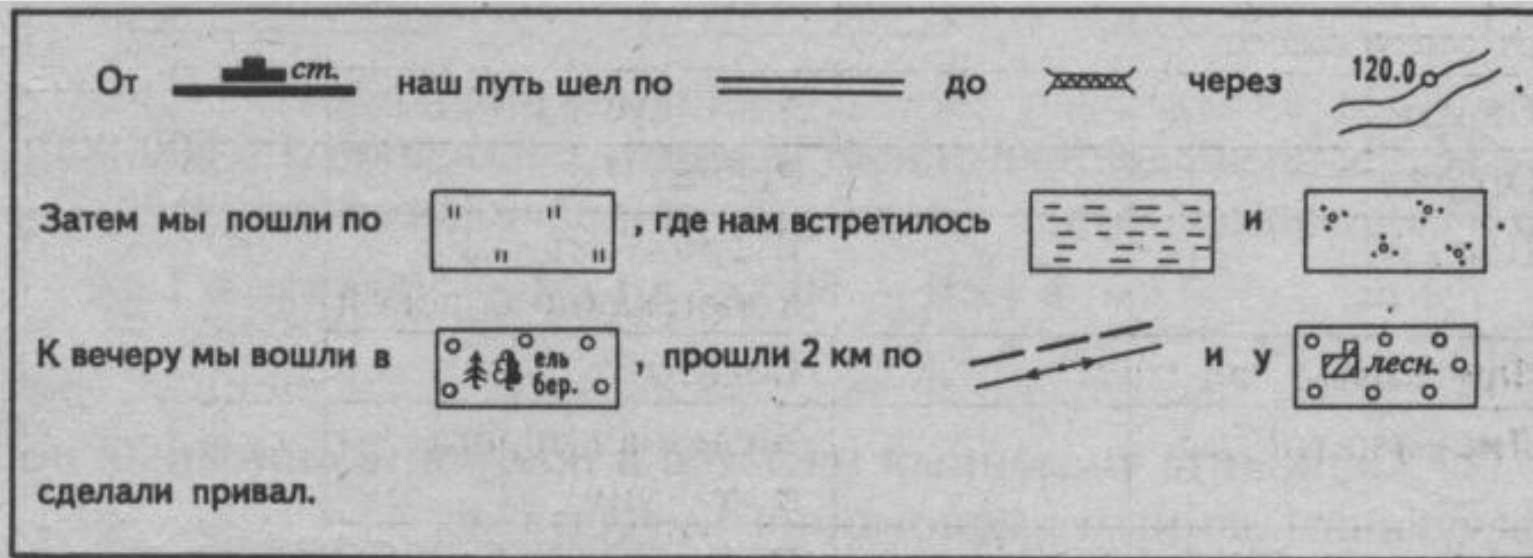 От ст. наш путь шел по до через 120.0 .
Затем мы пошли по , где нам встретилось и .
К вечеру мы вошли в ель бер. , прошли 2 км по и у лесн.
сделали привал.